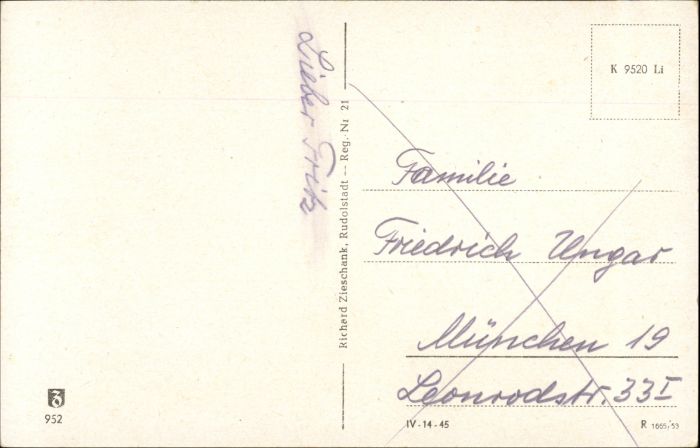 Lieber Fritz
Richard Zieschank, Rudolstadt -- Reg.-Nr 21
K 9520 Li
Familie
Friedrich Ungar
München 19
Leonrodstr. 33 I
952
IV-14-45
R 1665/53